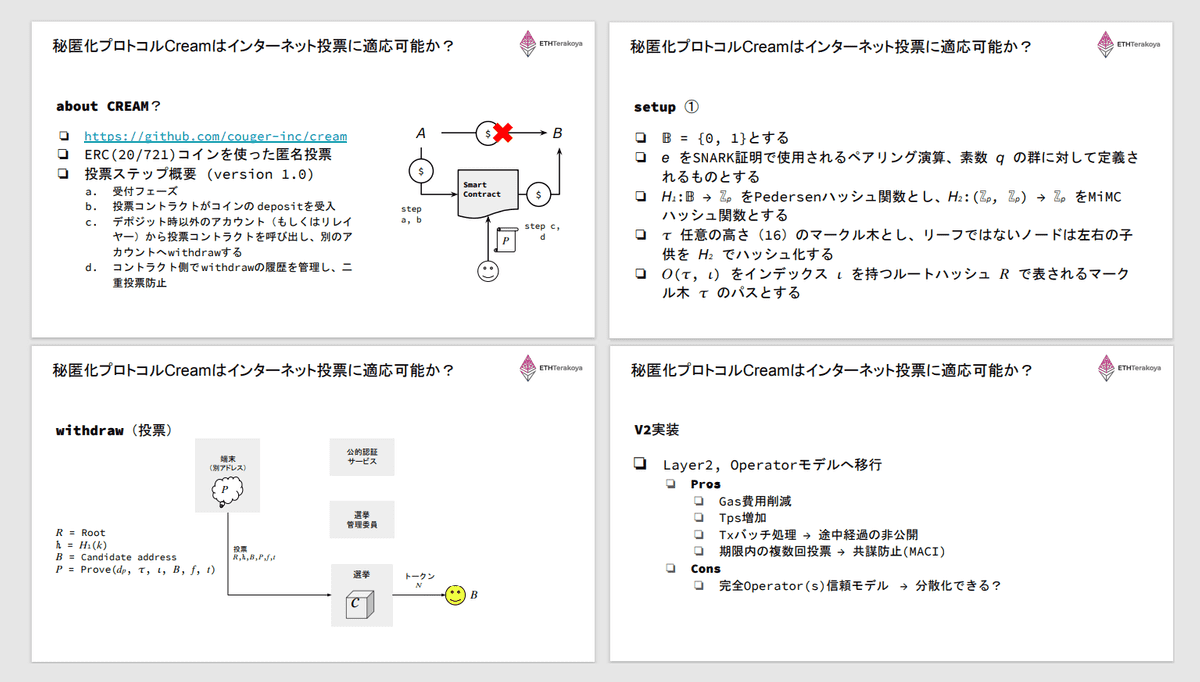 秘匿化プロトコルCreamはインターネット投票に適応可能か？
ETHTerakoya
about CREAM？
https://github.com/couger-inc/cream
ERC(20/721)コインを使った匿名投票
投票ステップ概要 (version 1.0)
a. 受付フェーズ
b. 投票コントラクトがコインの depositを受入
c. デポジット時以外のアカウント（もしくはリレイ
ヤー）から投票コントラクトを呼び出し、別のア
カウントへwithdrawする
d. コントラクト側でwithdrawの履歴を管理し、二
重投票防止
A
$
B
$
Smart
Contract
$
step
a, b
P
step c,
d
秘匿化プロトコルCreamはインターネット投票に適応可能か？
ETHTerakoya
setup ①
𝔹 = {0, 1}とする
e をSNARK証明で使用されるペアリング演算、素数 q の群に対して定義さ
れるものとする
H₁:𝔹 → ℤₚ をPedersenハッシュ関数とし、H₂:(ℤₚ, ℤₚ) → ℤₚ をMiMC
ハッシュ関数とする
τ 任意の高さ（16）のマークル木とし、リーフではないノードは左右の子
供を H₂ でハッシュ化する
O(τ, ι) をインデックス ι を持つルートハッシュ R で表されるマーク
ル木 τ のパスとする
秘匿化プロトコルCreamはインターネット投票に適応可能か？
ETHTerakoya
withdraw（投票）
端末
（別アドレス）
P
公的認証
サービス
選挙
管理委員
R = Root
h = H₁(k)
B = Candidate address
P = Prove(dₚ, τ, ι, B, f, t)
投票
R,h,B,P,f,t
選挙
C
トークン
N
B
秘匿化プロトコルCreamはインターネット投票に適応可能か？
ETHTerakoya
V2実装
Layer2, Operatorモデルへ移行
Pros
Gas費用削減
Tps増加
Txバッチ処理 → 途中経過の非公開
期限内の複数回投票 → 共謀防止(MACI)
Cons
完全Operator(s)信頼モデル → 分散化できる？